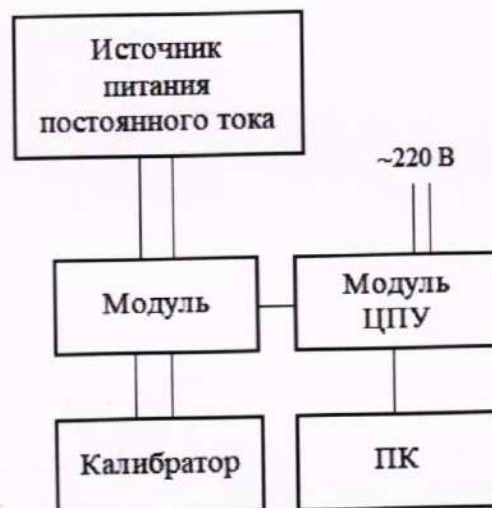 Источник
питания
постоянного тока
~220 В
Модуль
Модуль
ЦПУ
Калибратор
ПК